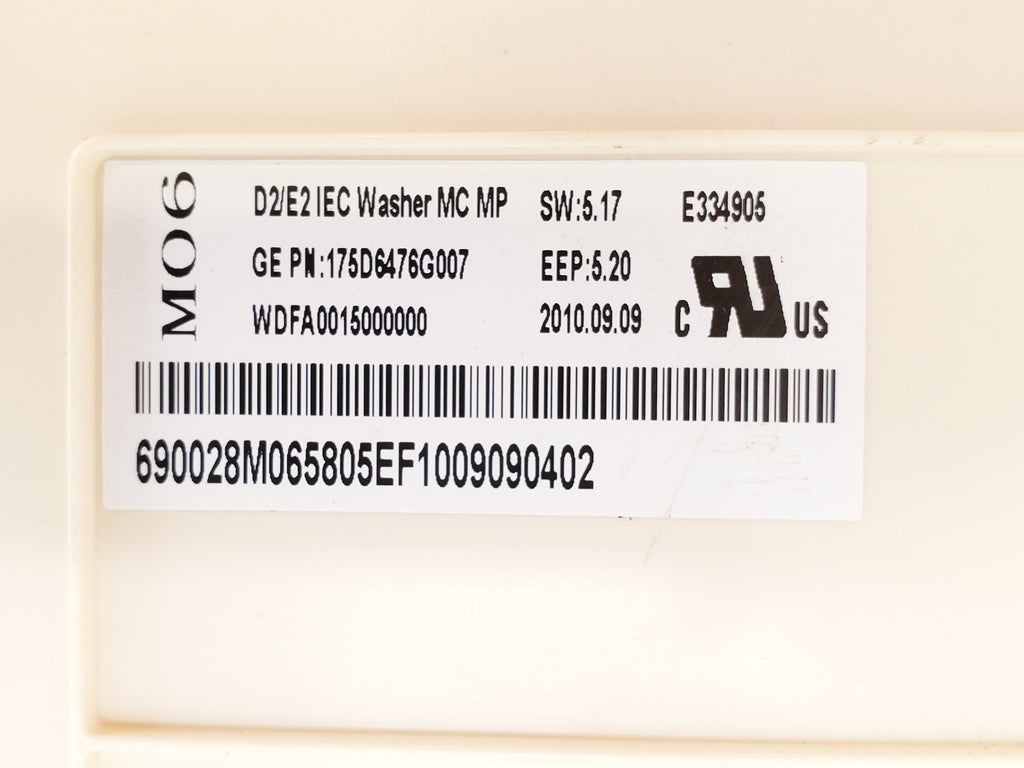 MO6
D2/E2 IEC Washer MC MP SW:5.17 E334905
GE PN:175D6476G007 EEP:5.20
WDFA0015000000 2010.09.09 C RU US
690028M065805EF1009090402